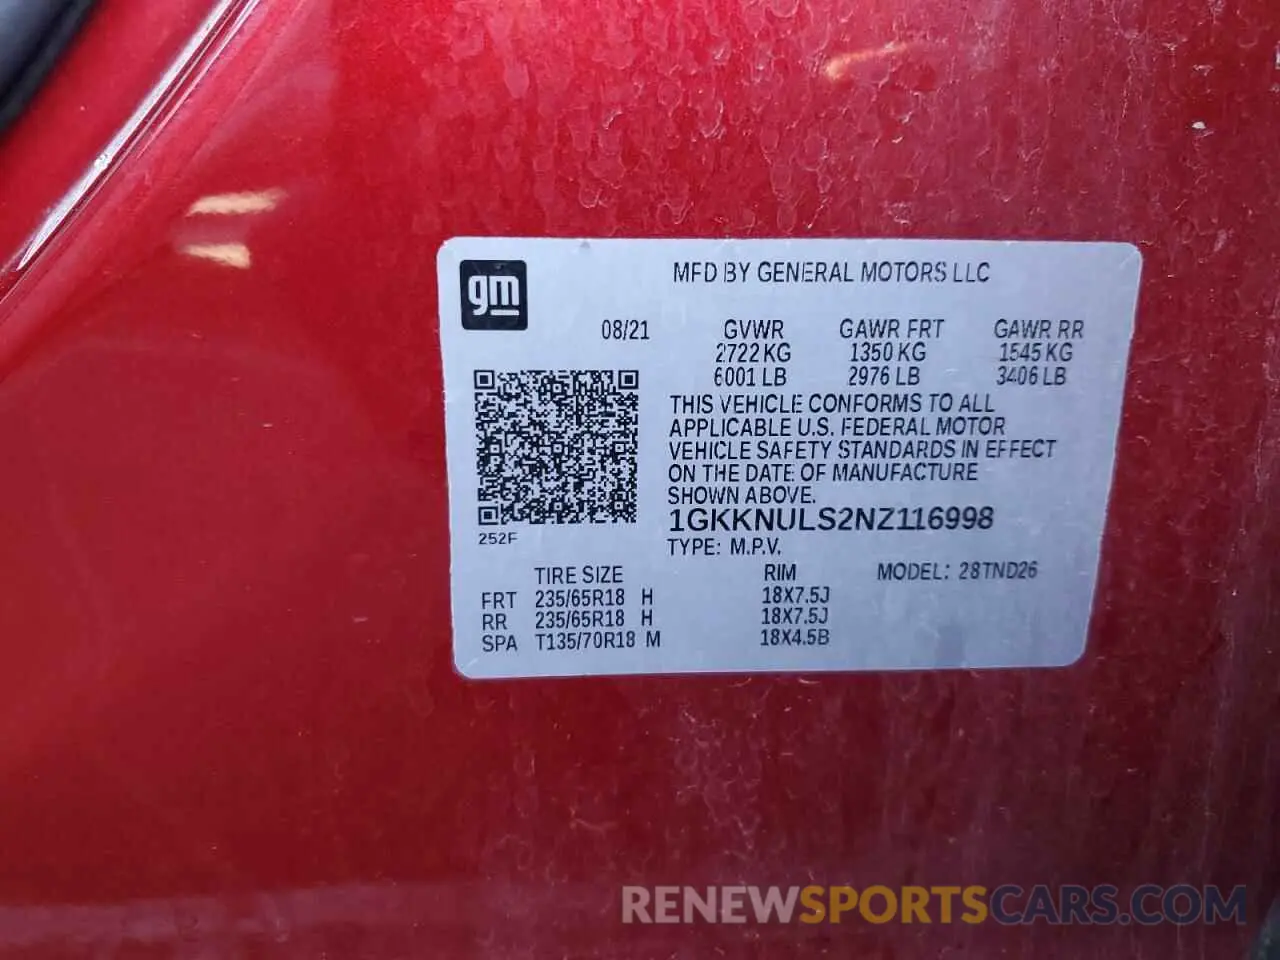 gm
MFD BY GENERAL MOTORS LLC
08/21 GVWR GAWR FRT GAWR RR
2722 KG 1350 KG 1545 KG
6001 LB 2976 LB 3406 LB
THIS VEHICLE CONFORMS TO ALL
APPLICABLE U.S. FEDERAL MOTOR
VEHICLE SAFETY STANDARDS IN EFFECT
ON THE DATE OF MANUFACTURE
SHOWN ABOVE.
1GKKNULS2NZ116998
252F
TYPE: M.P.V.
TIRE SIZE RIM MODEL: 28TND26
FRT 235/65R18 H 18X7.5J
RR 235/65R18 H 18X7.5J
SPA T135/70R18 M 18X4.5B
RENEWSPORTSCARS.COM